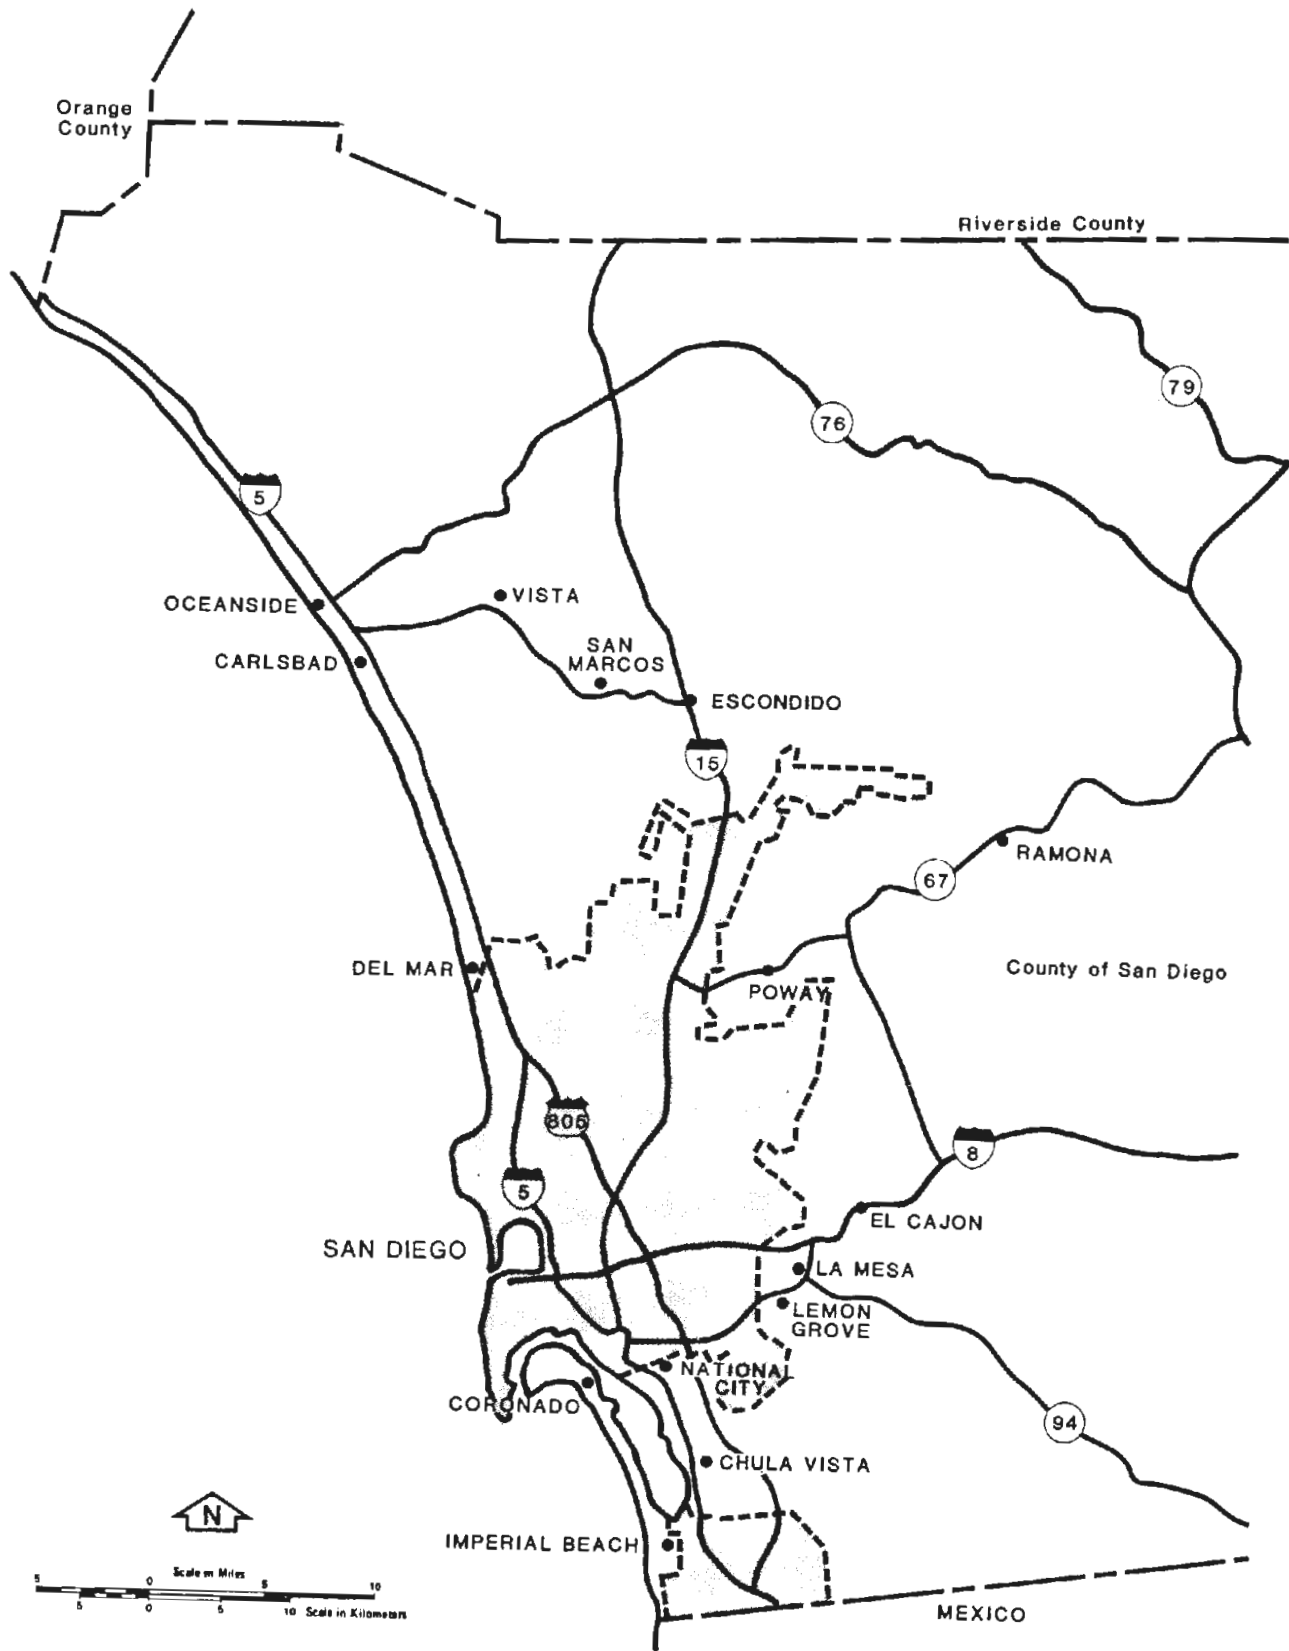 Orange
County
Riverside County
79
76
5
OCEANSIDE
VISTA
CARLSBAD
SAN
MARCOS
ESCONDIDO
15
RAMONA
67
DEL MAR
POWAY
County of San Diego
805
8
5
EL CAJON
SAN DIEGO
LA MESA
LEMON
GROVE
NATIONAL
CITY
CORONADO
94
CHULA VISTA
N
IMPERIAL BEACH
Scale in Miles
5 0 5 10
5 0 5 10 Scale in Kilometers
MEXICO